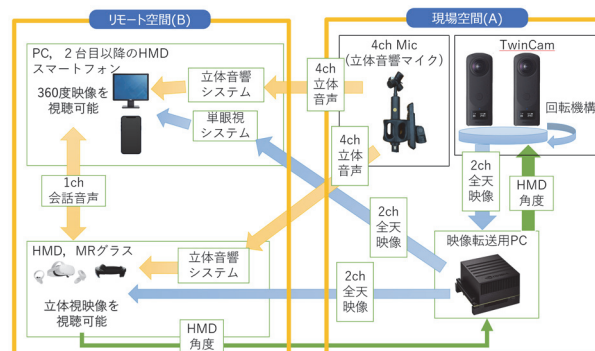 リモート空間(B)
PC，２台目以降のHMD
スマートフォン
360度映像を
視聴可能
立体音響
システム
単眼視
システム
1ch
会話音声
HMD，MRグラス
立体視映像を
視聴可能
立体音響
システム
HMD
角度
現場空間(A)
4ch Mic
(立体音響マイク)
TwinCam
回転機構
4ch
立体
音声
4ch
立体
音声
2ch
全天
映像
2ch
全天
映像
2ch
全天
映像
HMD
角度
映像転送用PC